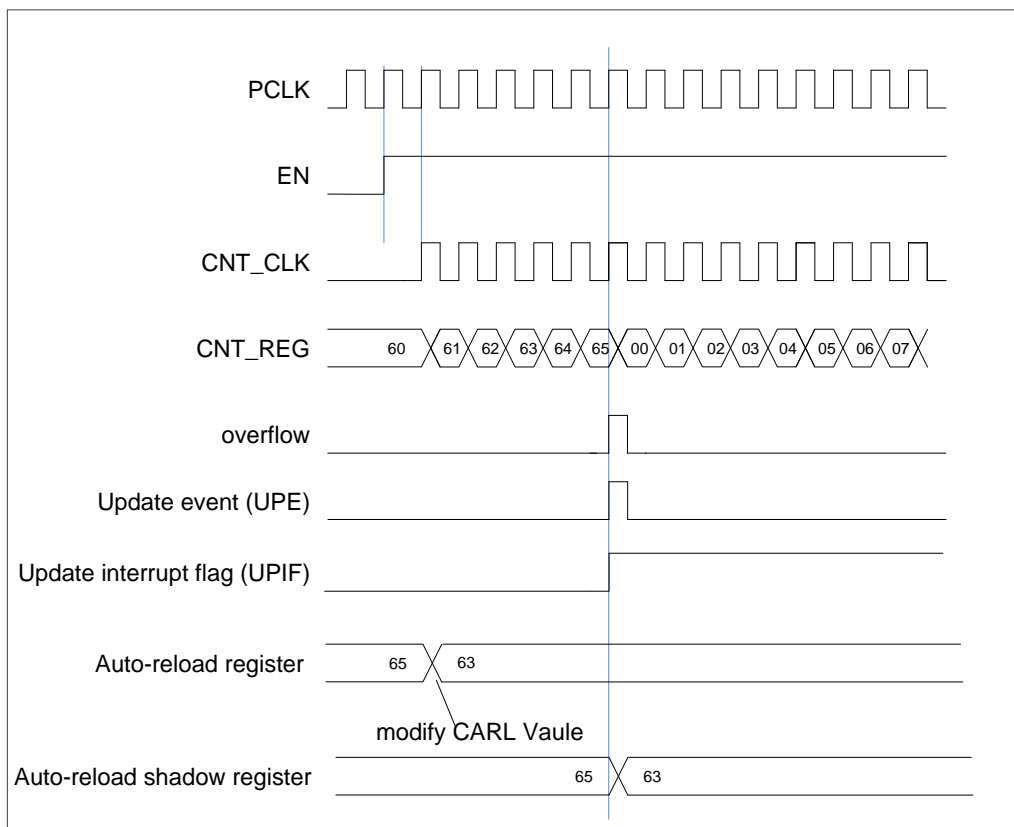 PCLK
EN
CNT_CLK
CNT_REG 60 61 62 63 64 65 00 01 02 03 04 05 06 07
overflow
Update event (UPE)
Update interrupt flag (UPIF)
Auto-reload register 65 63
modify CARL Vaule
Auto-reload shadow register 65 63